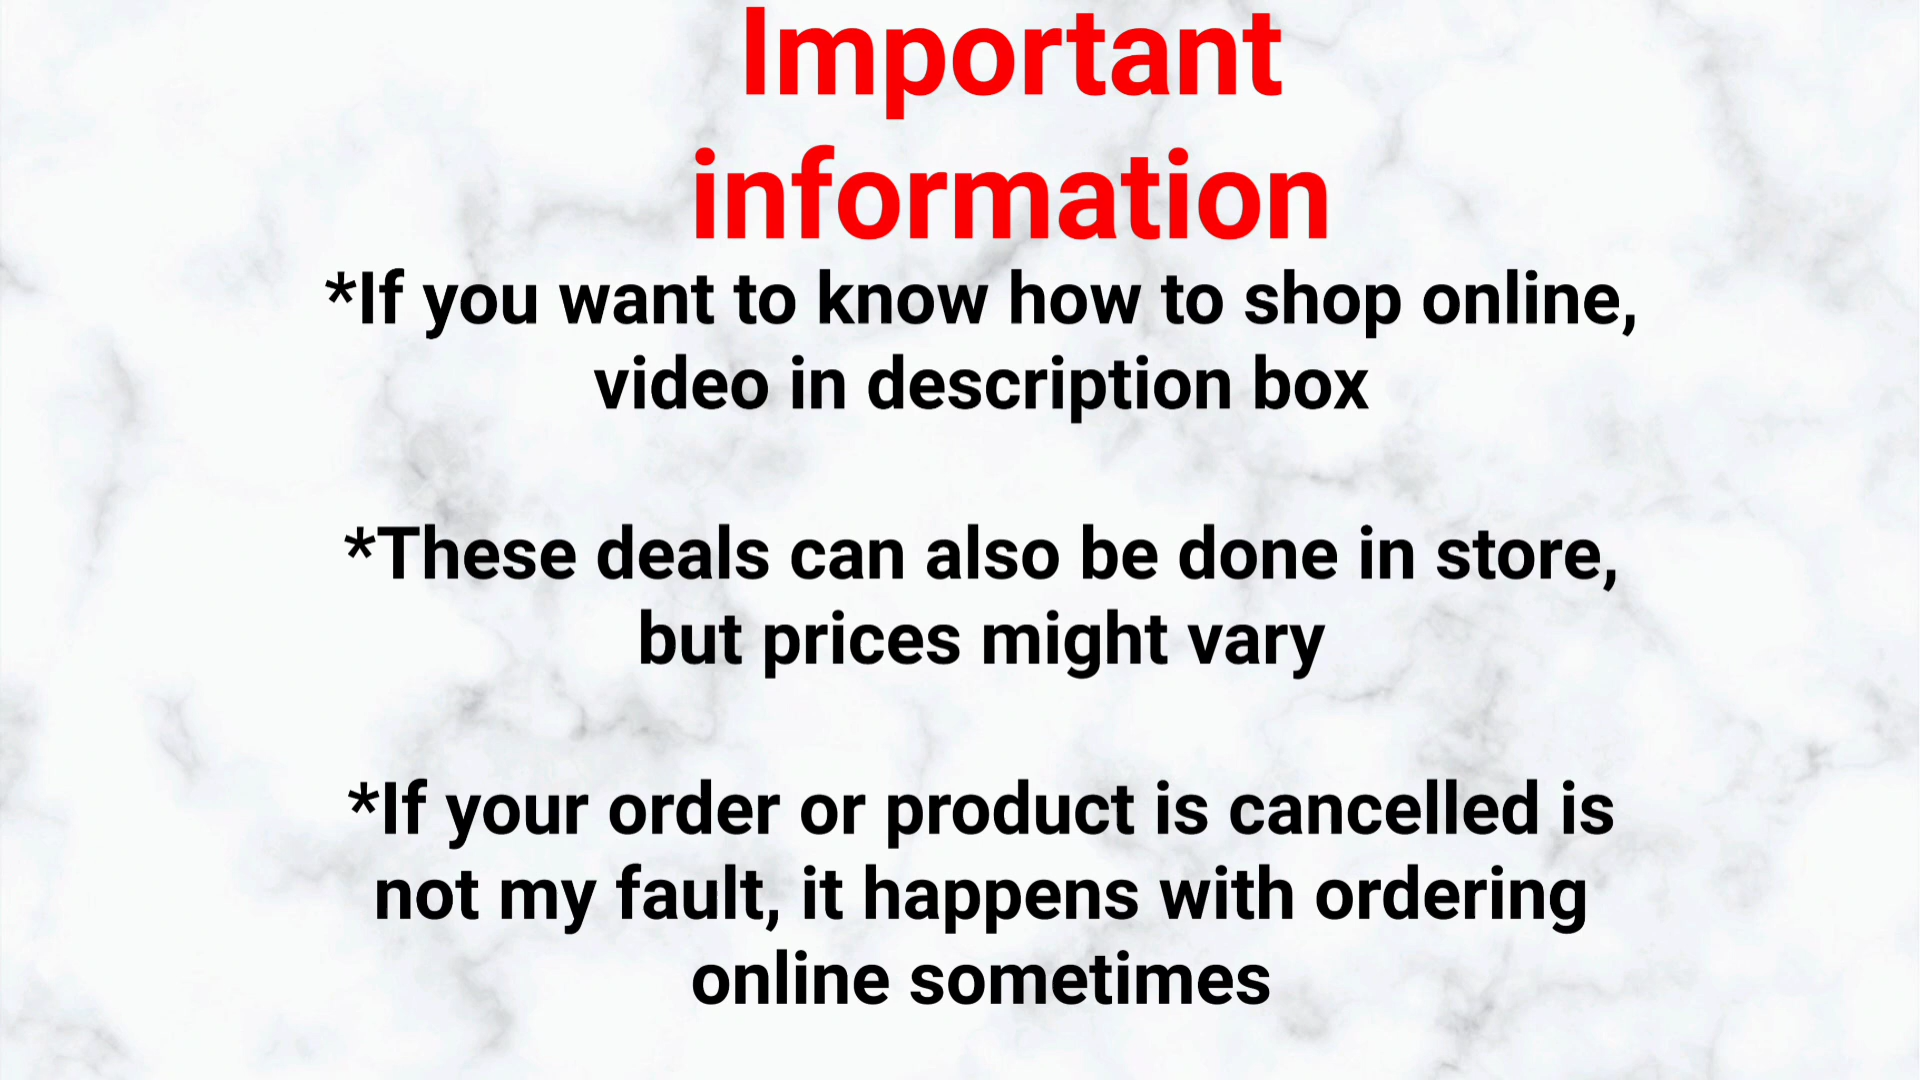 Important
information
*If you want to know how to shop online,
video in description box
*These deals can also be done in store,
but prices might vary
*If your order or product is cancelled is
not my fault, it happens with ordering
online sometimes